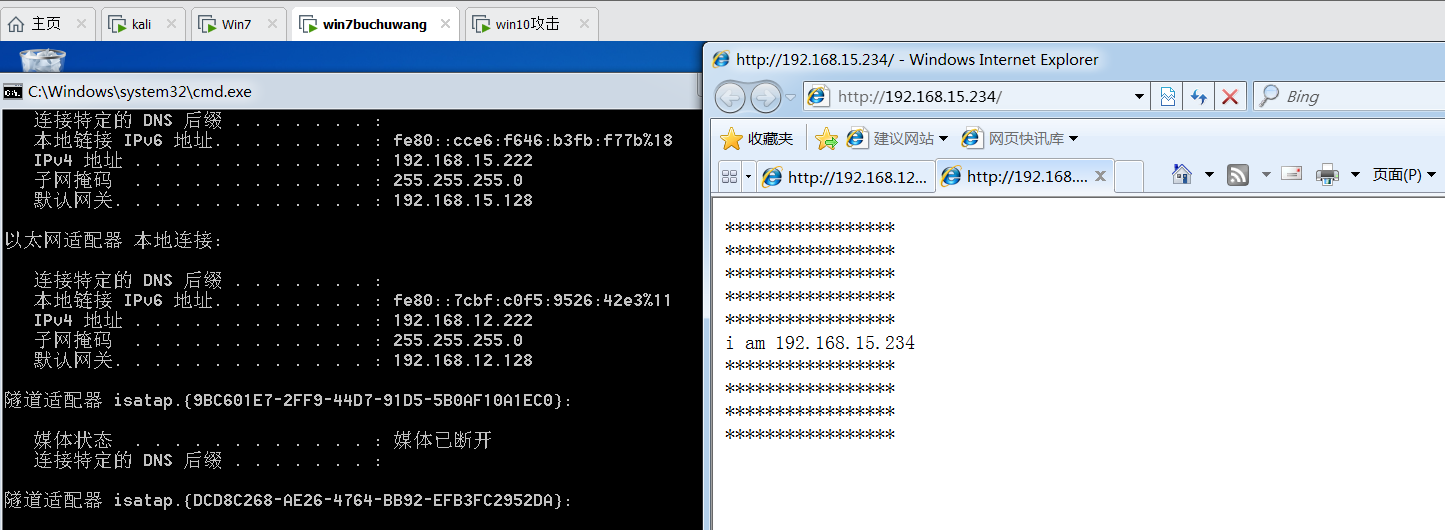 主页
kali
Win7
win7buchuwang
win10攻击
C:\Windows\system32\cmd.exe
连接特定的 DNS 后缀 . . . . . . . :
本地链接 IPv6 地址. . . . . . . . : fe80::cce6:f646:b3fb:f77b%18
IPv4 地址 . . . . . . . . . . . . : 192.168.15.222
子网掩码 . . . . . . . . . . . . : 255.255.255.0
默认网关. . . . . . . . . . . . . : 192.168.15.128
以太网适配器 本地连接:
连接特定的 DNS 后缀 . . . . . . . :
本地链接 IPv6 地址. . . . . . . . : fe80::7cbf:c0f5:9526:42e3%11
IPv4 地址 . . . . . . . . . . . . : 192.168.12.222
子网掩码 . . . . . . . . . . . . : 255.255.255.0
默认网关. . . . . . . . . . . . . : 192.168.12.128
隧道适配器 isatap.{9BC601E7-2FF9-44D7-91D5-5B0AF10A1EC0}:
媒体状态 . . . . . . . . . . . . : 媒体已断开
连接特定的 DNS 后缀 . . . . . . . :
隧道适配器 isatap.{DCD8C268-AE26-4764-BB92-EFB3FC2952DA}:
http://192.168.15.234/ - Windows Internet Explorer
http://192.168.15.234/
Bing
收藏夹
建议网站
网页快讯库
http://192.168.12...
http://192.168....
页面(P)
*****************
*****************
*****************
*****************
*****************
i am 192.168.15.234
*****************
*****************
*****************
*****************